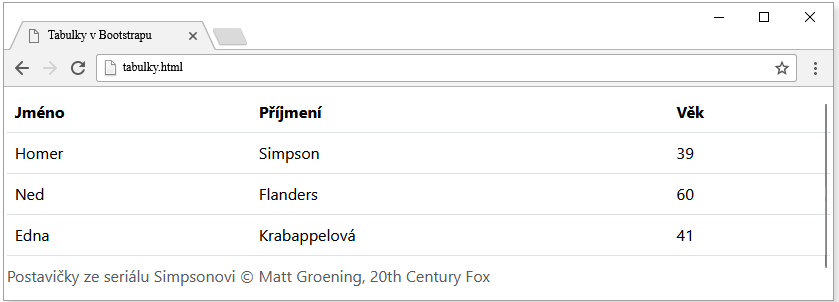 Tabulky v Bootstrapu
tabulky.html
Jméno Příjmení Věk
Homer Simpson 39
Ned Flanders 60
Edna Krabappelová 41
Postavičky ze seriálu Simpsonovi © Matt Groening, 20th Century Fox